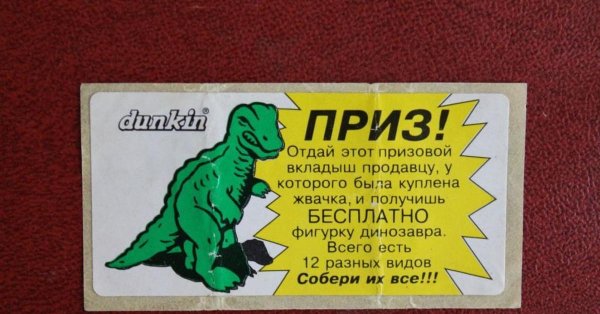 dunkin®
ПРИЗ!
Отдай этот призовой
вкладыш продавцу, у
которого была куплена
жвачка, и получишь
БЕСПЛАТНО
фигурку динозавра.
Всего есть
12 разных видов
Собери их все!!!